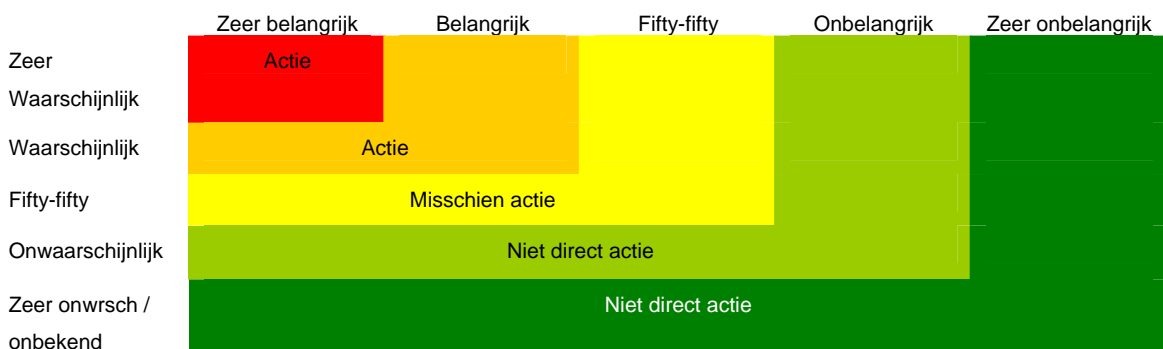 Zeer belangrijk Belangrijk Fifty-fifty Onbelangrijk Zeer onbelangrijk
Zeer Actie
Waarschijnlijk
Waarschijnlijk Actie
Fifty-fifty Misschien actie
Onwaarschijnlijk Niet direct actie
Zeer onwrsch / Niet direct actie
onbekend